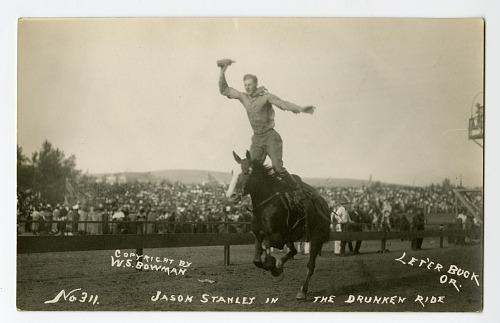 COPYRIGHT BY
W.S. BOWMAN
LET'ER BUCK
OR.
No. 311.
JASON STANLEY IN THE DRUNKEN RIDE